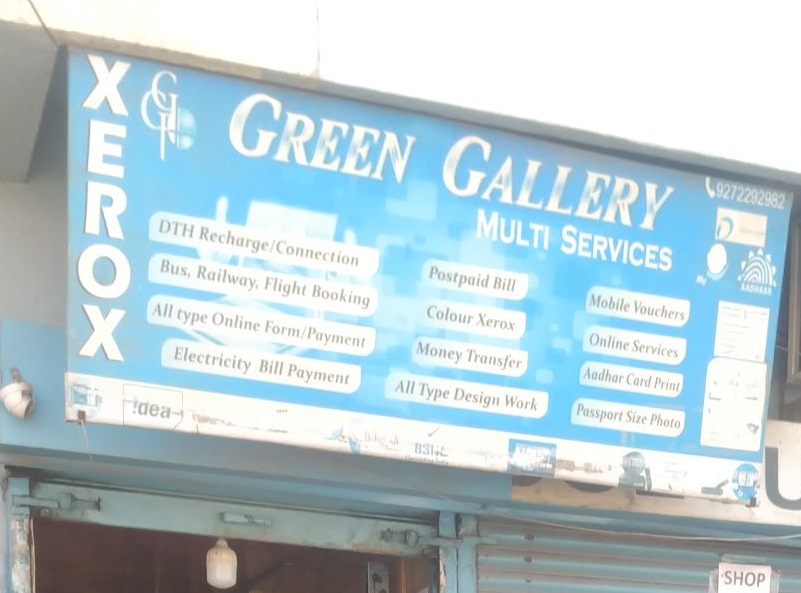 XEROX
GREEN GALLERY
MULTI SERVICES
9272292982
DTH Recharge/Connection
Bus, Railway, Flight Booking
All type Online Form/Payment
Electricity Bill Payment
Postpaid Bill
Colour Xerox
Money Transfer
All Type Design Work
Mobile Vouchers
Online Services
Aadhar Card Print
Passport Size Photo
AADHAAR
!dea
BSNL
SHOP